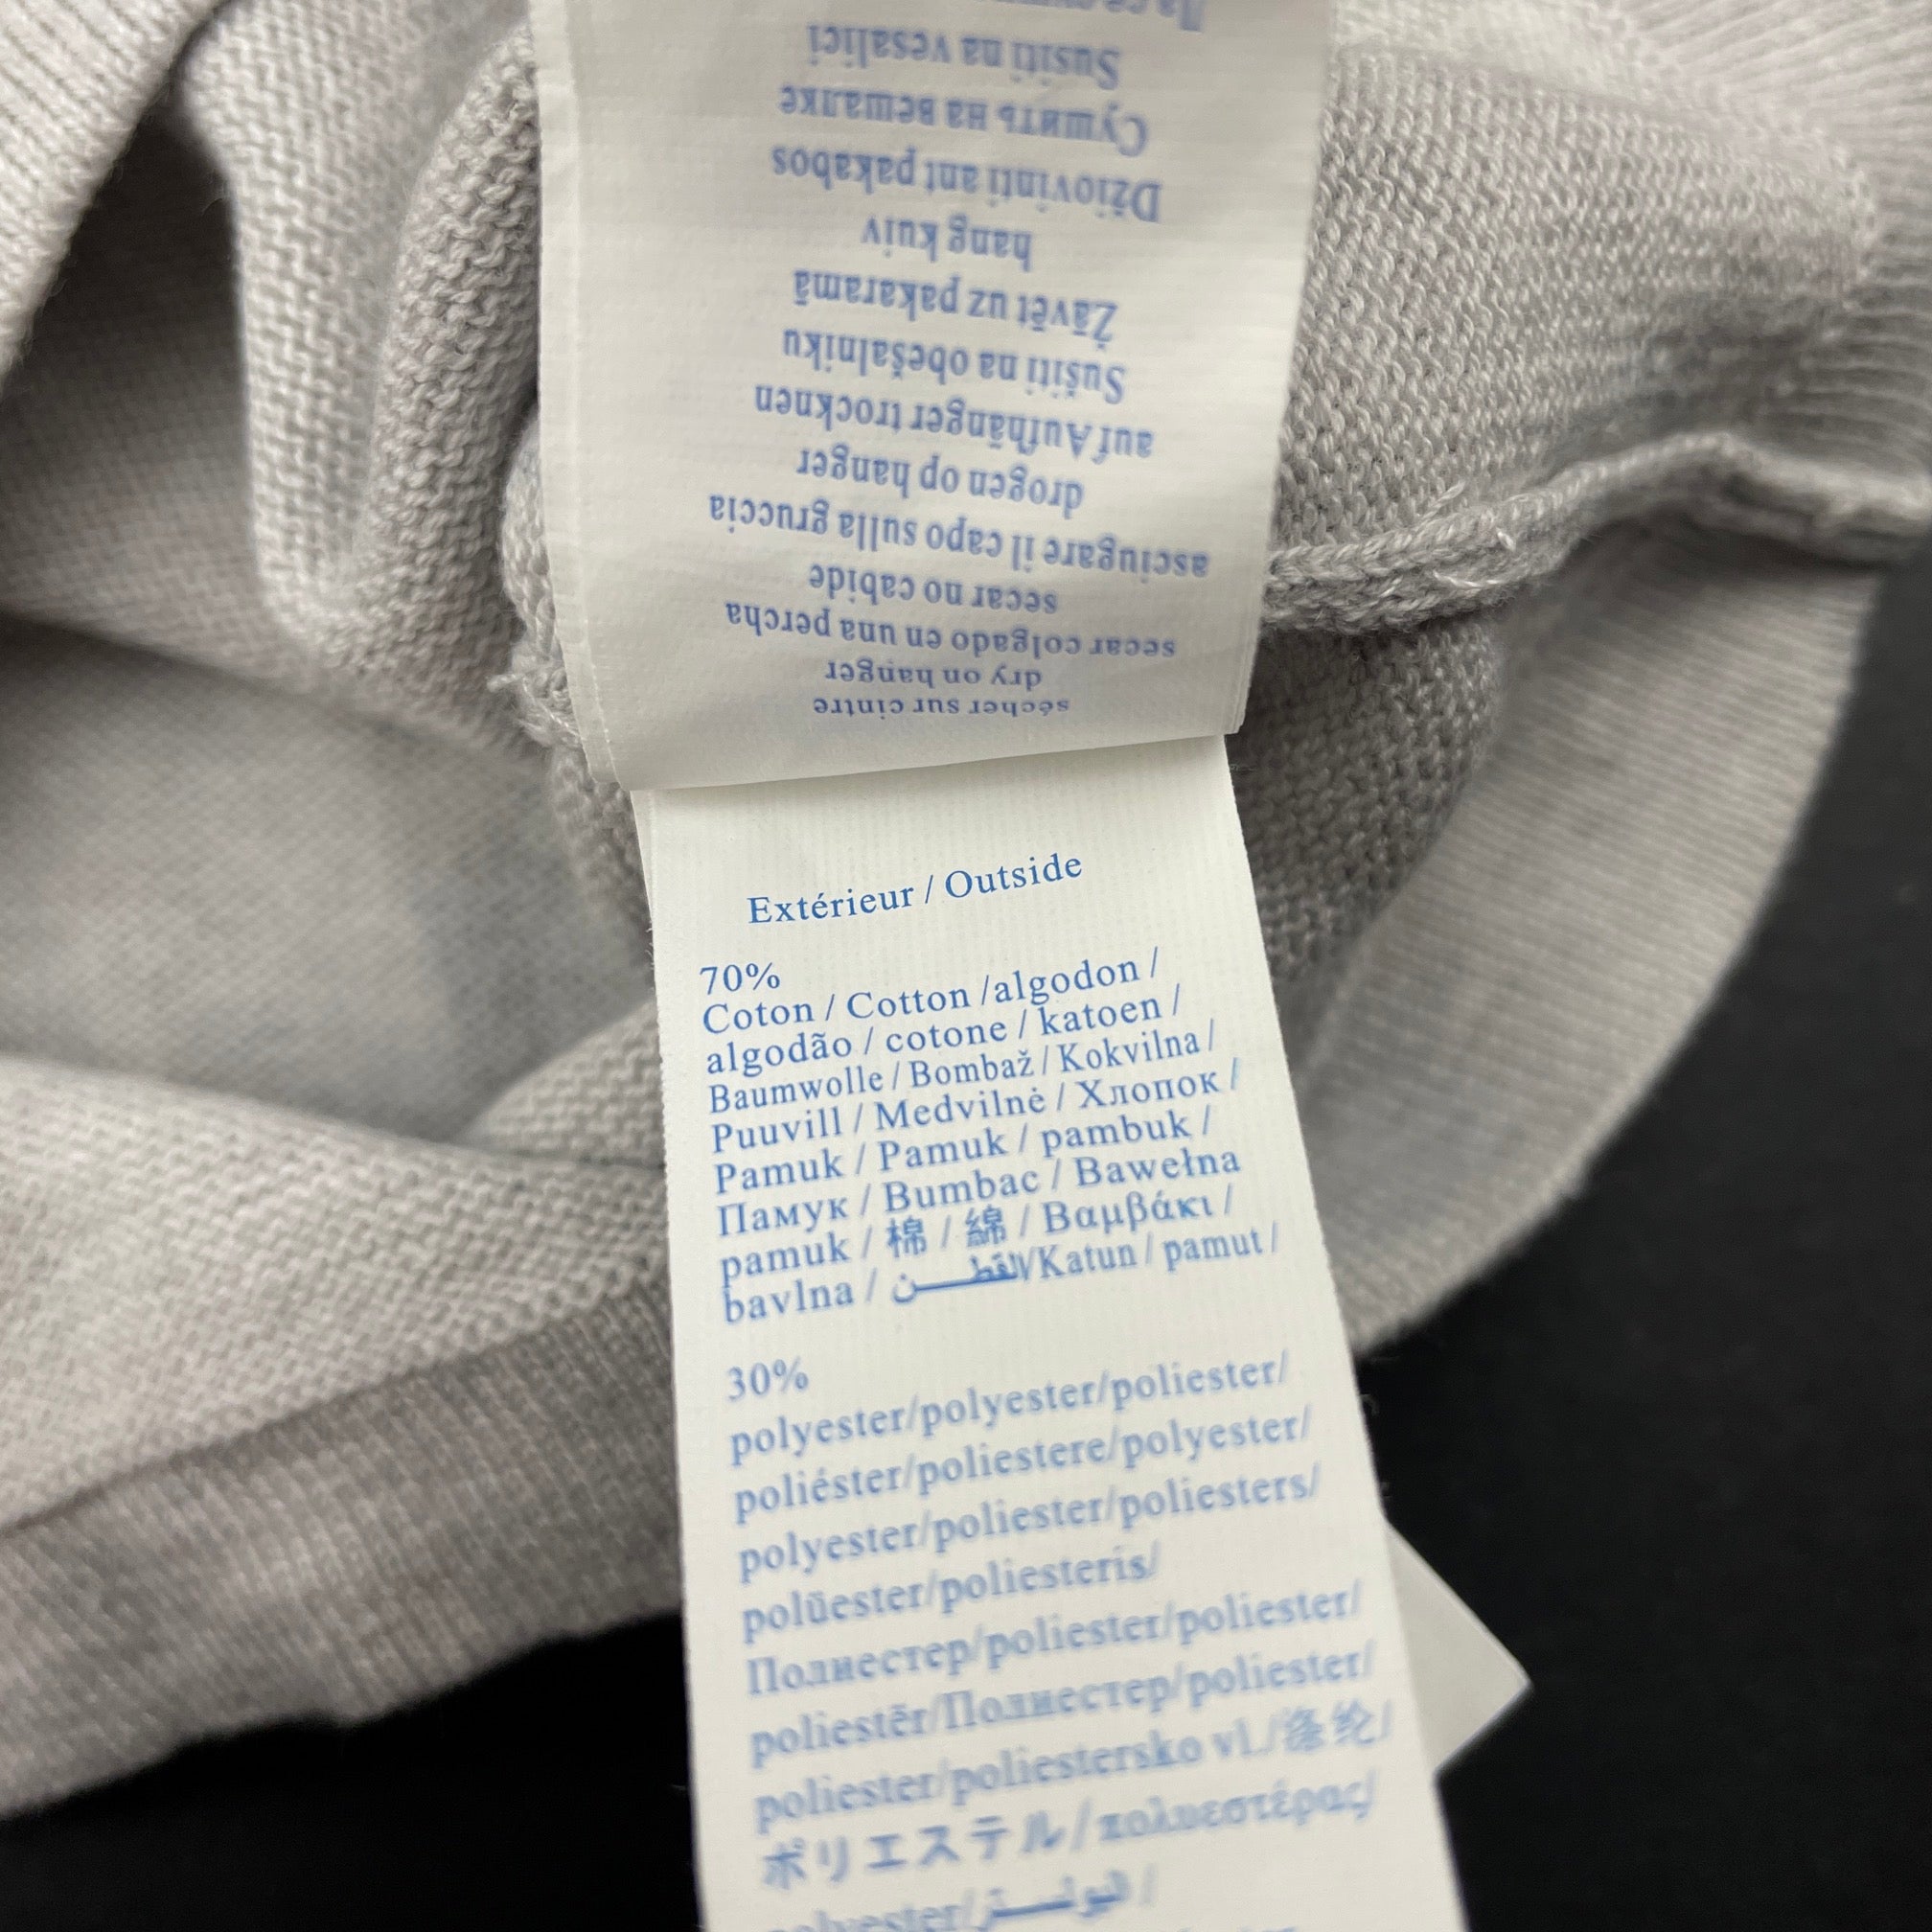 Sušiti na vesalici
Сушить на вешалке
Džiovinti ant pakabos
hang kuiv
Žāvēt uz pakaramā
Sušiti na obešalniku
auf Aufhänger trocknen
drogen op hanger
asciugare il capo sulla gruccia
secar no cabide
secar colgado en una percha
dry on hanger
sécher sur cintre
Extérieur / Outside
70%
Coton / Cotton /algodon /
algodão / cotone / katoen /
Baumwolle / Bombaž / Kokvilna /
Puuvill / Medvilnė / Хлопок /
Pamuk / Pamuk / pambuk /
Памук / Bumbac / Bawełna
pamuk / 棉 / 綿 / Βαμβάκι /
bavlna / القطــــن/Katun / pamut /
30%
polyester/polyester/poliester/
poliéster/poliestere/polyester/
polyester/poliester/poliesters/
polüester/poliesteris/
Полиестер/poliester/poliester/
poliestēr/Полиестер/poliester/
poliester/poliestersko vl./涤纶/
ポリエステル/πολυεστέρας/
polyester/